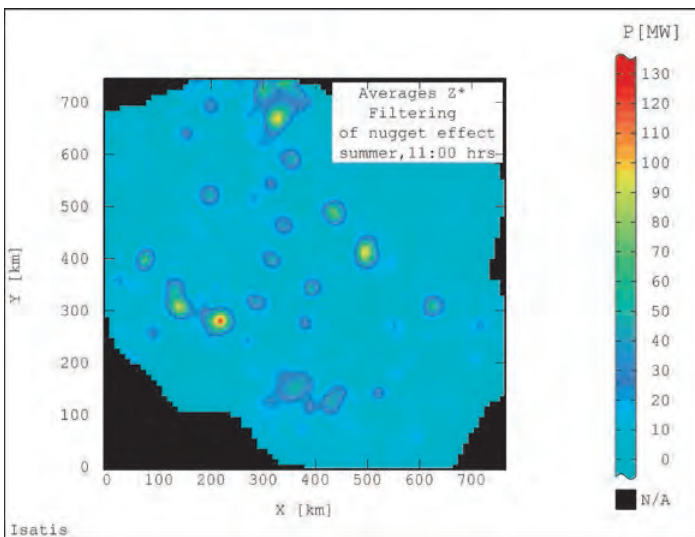 P[MW]
Averages Z*
Filtering
of nugget effect
summer,11:00 hrs
700
600
500
400
300
200
100
0
Y [km]
0 100 200 300 400 500 600 700
X [km]
130
120
110
100
90
80
70
60
50
40
30
20
10
0
N/A
Isatis